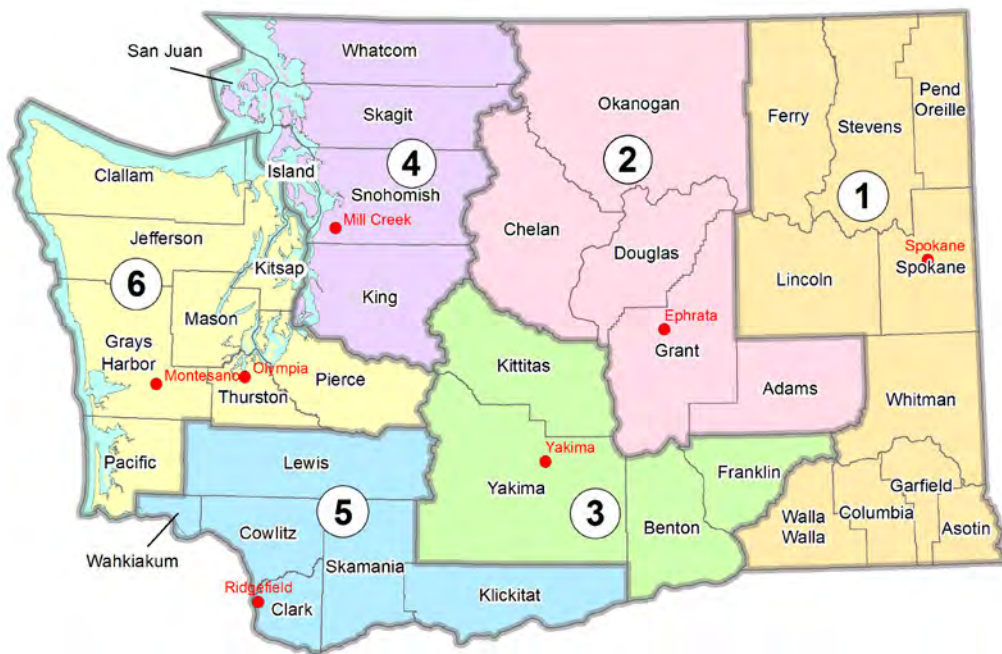 San Juan
Whatcom
Skagit
Island
4
Snohomish
Mill Creek
King
Okanogan
2
Chelan
Douglas
Ephrata
Grant
Adams
Ferry
Stevens
Pend
Oreille
1
Lincoln
Spokane
Spokane
Whitman
Garfield
Columbia
Walla
Walla
Asotin
Clallam
Jefferson
6
Kitsap
Mason
Grays
Harbor
Montesano
Olympia
Thurston
Pierce
Pacific
Kittitas
Yakima
Yakima
3
Franklin
Benton
Lewis
5
Cowlitz
Wahkiakum
Skamania
Ridgefield
Clark
Klickitat